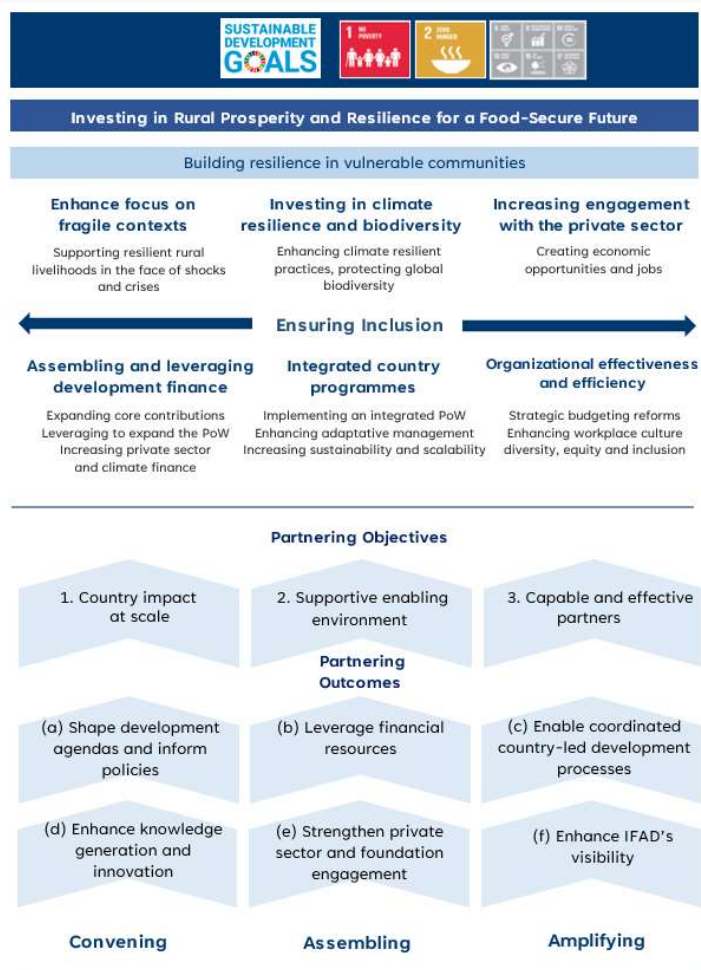 SUSTAINABLE
DEVELOPMENT
GOALS
1 NO
POVERTY
2 ZERO
HUNGER
Investing in Rural Prosperity and Resilience for a Food-Secure Future
Building resilience in vulnerable communities
Enhance focus on
fragile contexts
Supporting resilient rural
livelihoods in the face of shocks
and crises
Investing in climate
resilience and biodiversity
Enhancing climate resilient
practices, protecting global
biodiversity
Increasing engagement
with the private sector
Creating economic
opportunities and jobs
Ensuring Inclusion
Assembling and leveraging
development finance
Expanding core contributions
Leveraging to expand the PoW
Increasing private sector
and climate finance
Integrated country
programmes
Implementing an integrated PoW
Enhancing adaptative management
Increasing sustainability and scalability
Organizational effectiveness
and efficiency
Strategic budgeting reforms
Enhancing workplace culture
diversity, equity and inclusion
Partnering Objectives
1. Country impact
at scale
2. Supportive enabling
environment
3. Capable and effective
partners
Partnering
Outcomes
(a) Shape development
agendas and inform
policies
(b) Leverage financial
resources
(c) Enable coordinated
country-led development
processes
(d) Enhance knowledge
generation and
innovation
(e) Strengthen private
sector and foundation
engagement
(f) Enhance IFAD's
visibility
Convening
Assembling
Amplifying